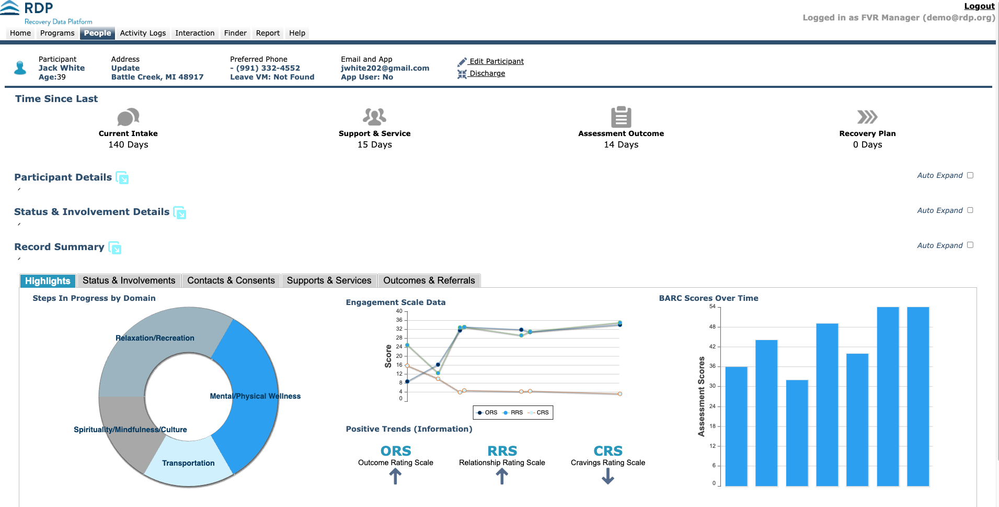 RDP
Recovery Data Platform
Logout
Logged in as FVR Manager (demo@rdp.org)
Home Programs People Activity Logs Interaction Finder Report Help
Participant
Jack White
Age:39
Address
Update
Battle Creek, MI 48917
Preferred Phone
- (991) 332-4552
Leave VM: Not Found
Email and App
jwhite202@gmail.com
App User: No
Edit Participant
Discharge
Time Since Last
Current Intake
140 Days
Support & Service
15 Days
Assessment Outcome
14 Days
Recovery Plan
0 Days
Participant Details
Auto Expand
Status & Involvement Details
Auto Expand
Record Summary
Auto Expand
Highlights Status & Involvements Contacts & Consents Supports & Services Outcomes & Referrals
Steps In Progress by Domain
Relaxation/Recreation
Mental/Physical Wellness
Spirituality/Mindfulness/Culture
Transportation
Engagement Scale Data
40
36
32
28
24
20
16
12
8
4
0
Score
ORS RRS CRS
Positive Trends (Information)
ORS
Outcome Rating Scale
RRS
Relationship Rating Scale
CRS
Cravings Rating Scale
BARC Scores Over Time
54
48
42
36
30
24
18
12
6
0
Assessment Scores